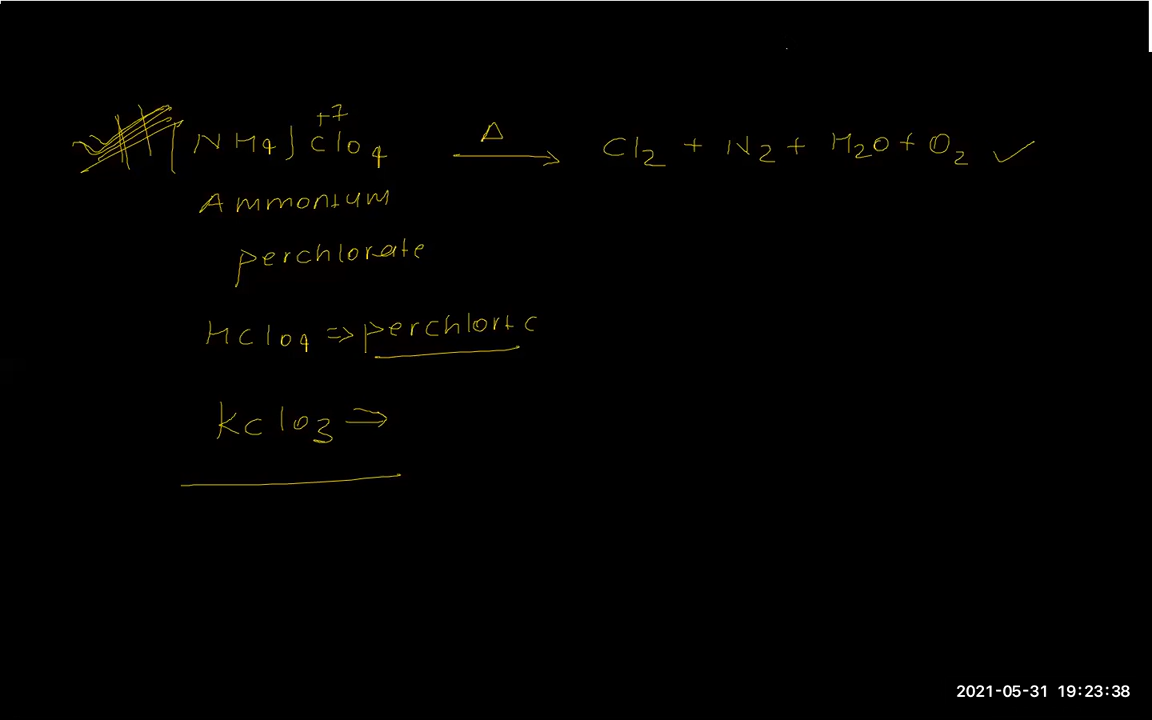 +7
[NH4]ClO4 →Δ Cl2 + N2 + H2O + O2 ✓
Ammonium
perchlorate
HClO4 ⇒ perchloric
KClO3 ⇒
2021-05-31 19:23:38